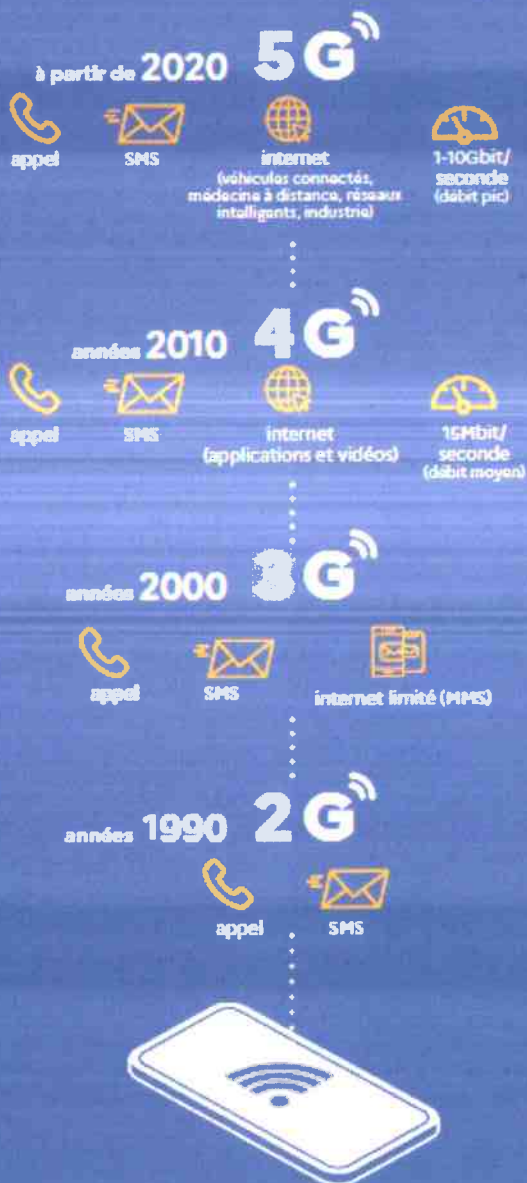 à partir de 2020 5G
appel
SMS
internet
(véhicules connectés,
médecine à distance, réseaux
intelligents, industrie)
1-10Gbit/
seconde
(débit pic)
années 2010 4G
appel
SMS
internet
(applications et vidéos)
15Mbit/
seconde
(débit moyen)
années 2000 3G
appel
SMS
internet limité (MMS)
années 1990 2G
appel
SMS